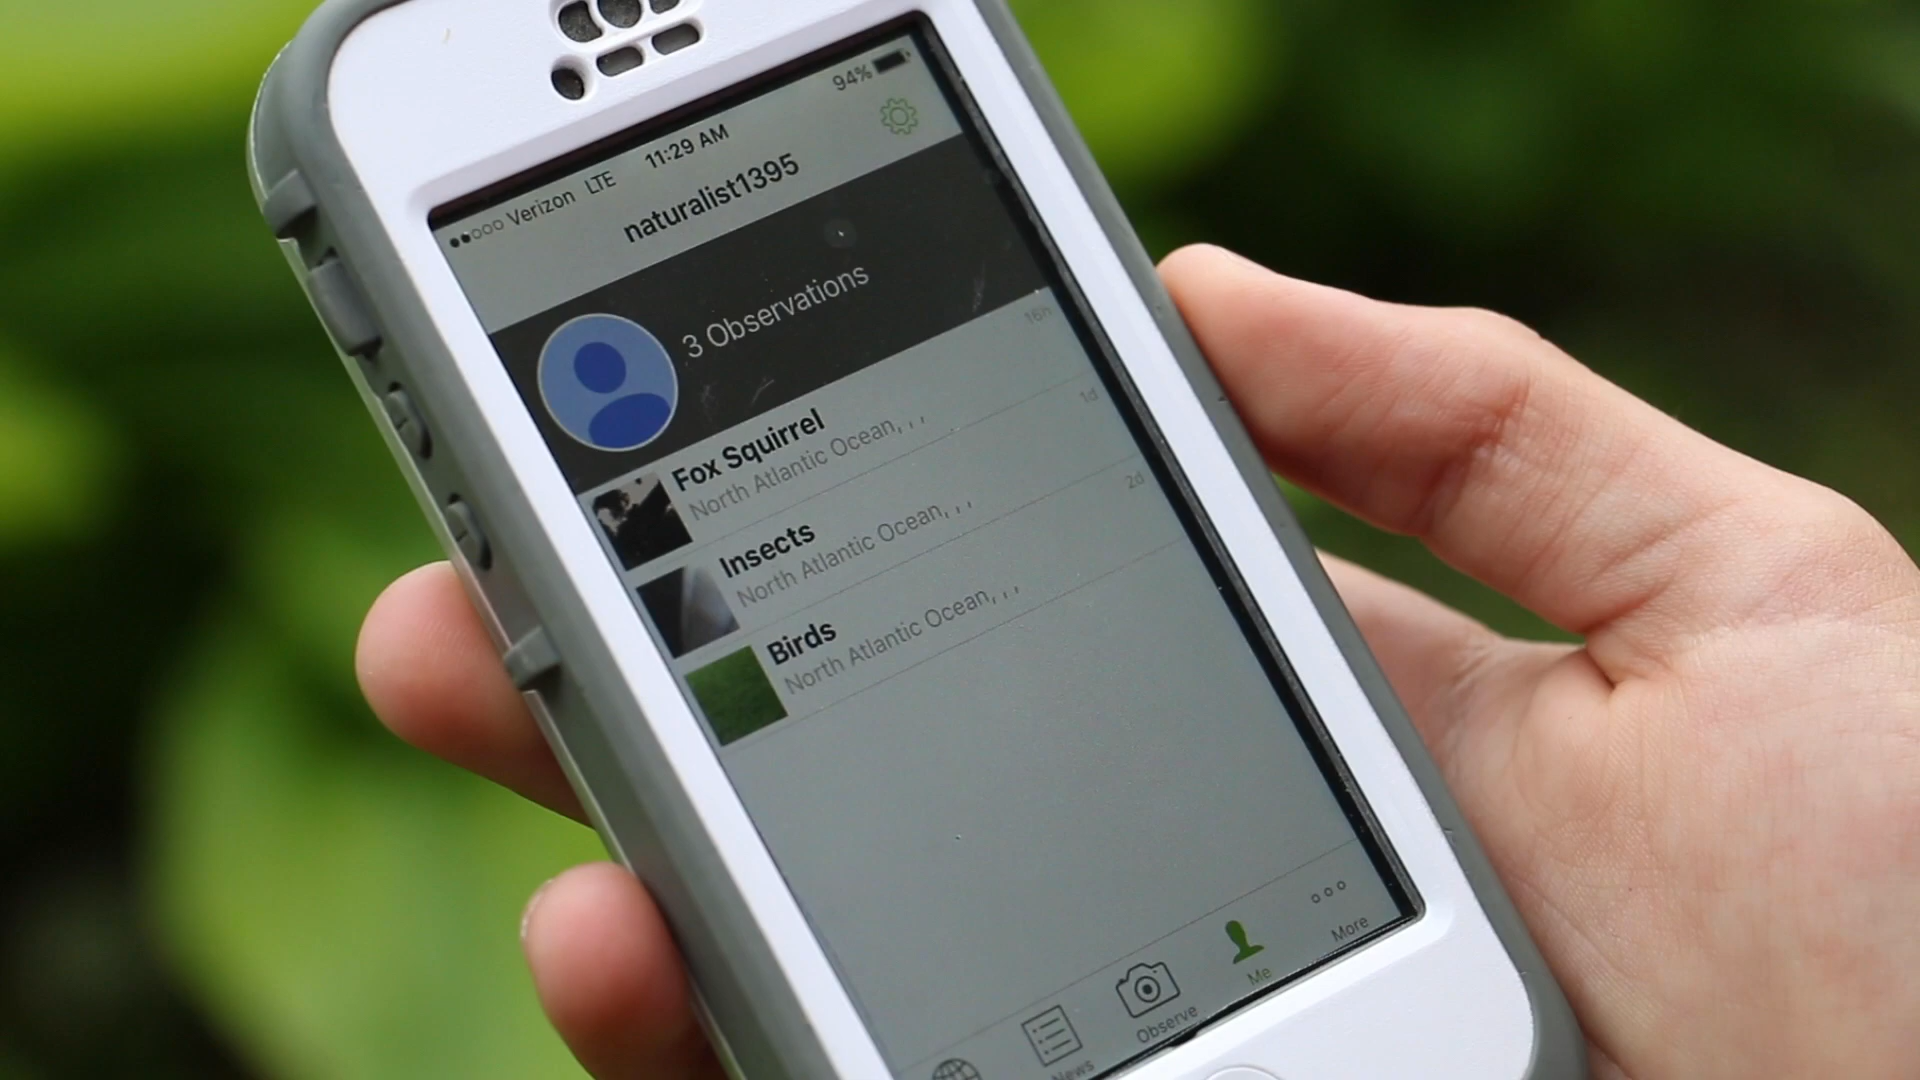 ●●○○○ Verizon LTE 11:29 AM 94%
naturalist1395
3 Observations
Fox Squirrel 16h
North Atlantic Ocean, , ,
Insects 1d
North Atlantic Ocean, , ,
Birds 2d
North Atlantic Ocean, , ,
News Observe Me More